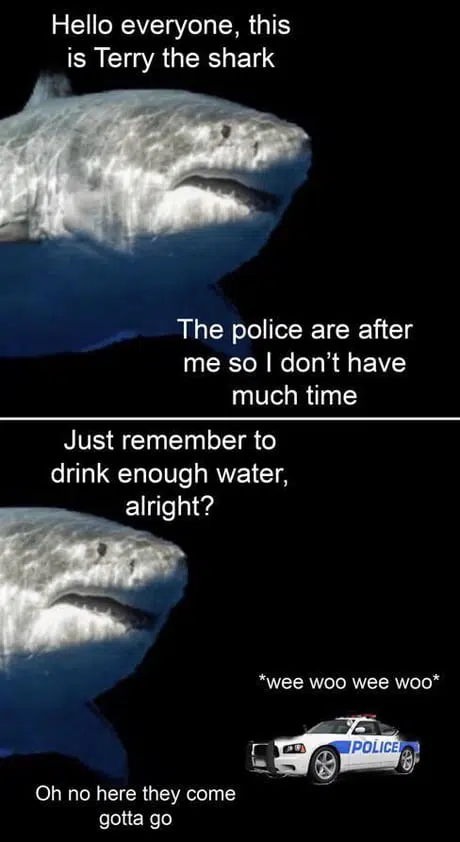 Hello everyone, this
is Terry the shark
The police are after
me so I don't have
much time
Just remember to
drink enough water,
alright?
*wee woo wee woo*
POLICE
Oh no here they come
gotta go